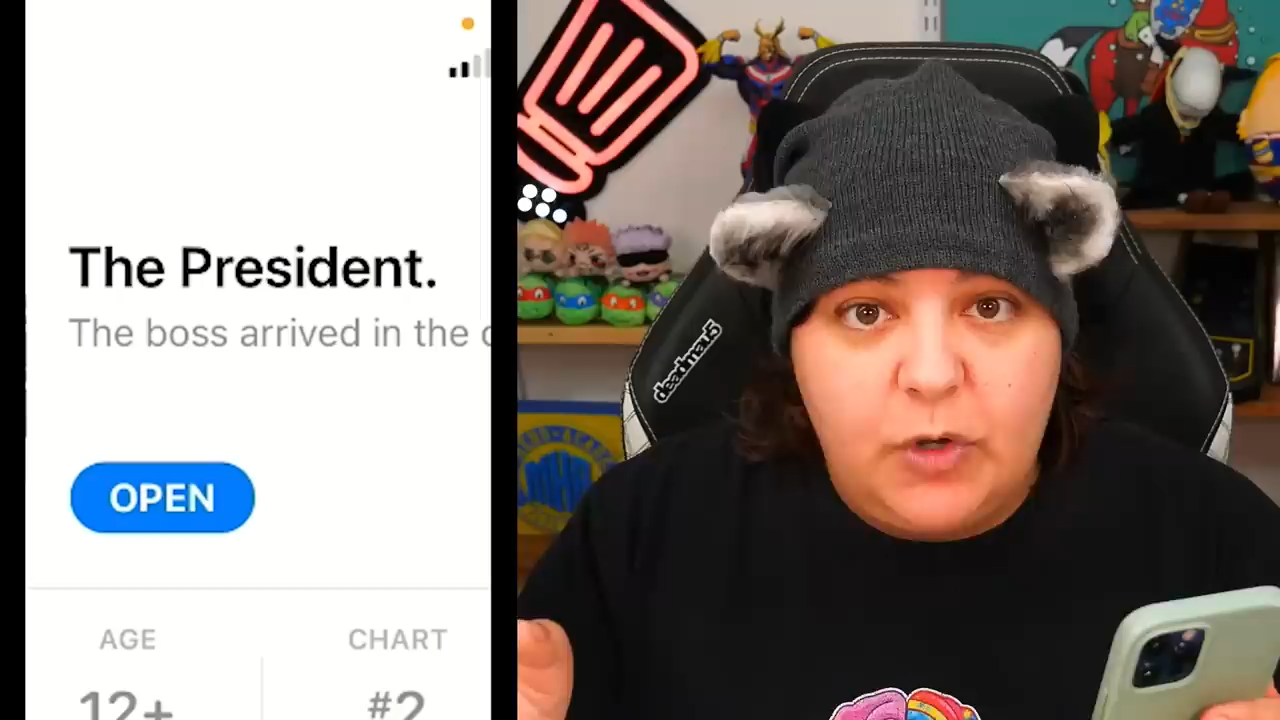 The President.
The boss arrived in the
OPEN
AGE
CHART
12+
#2
deadmau5